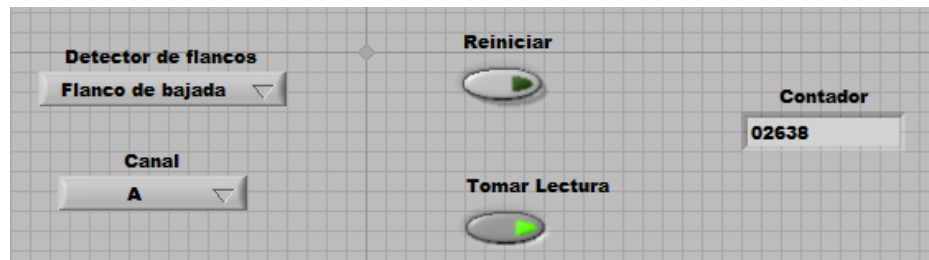 Detector de flancos
Flanco de bajada
Canal
A
Reiniciar
Tomar Lectura
Contador
02638